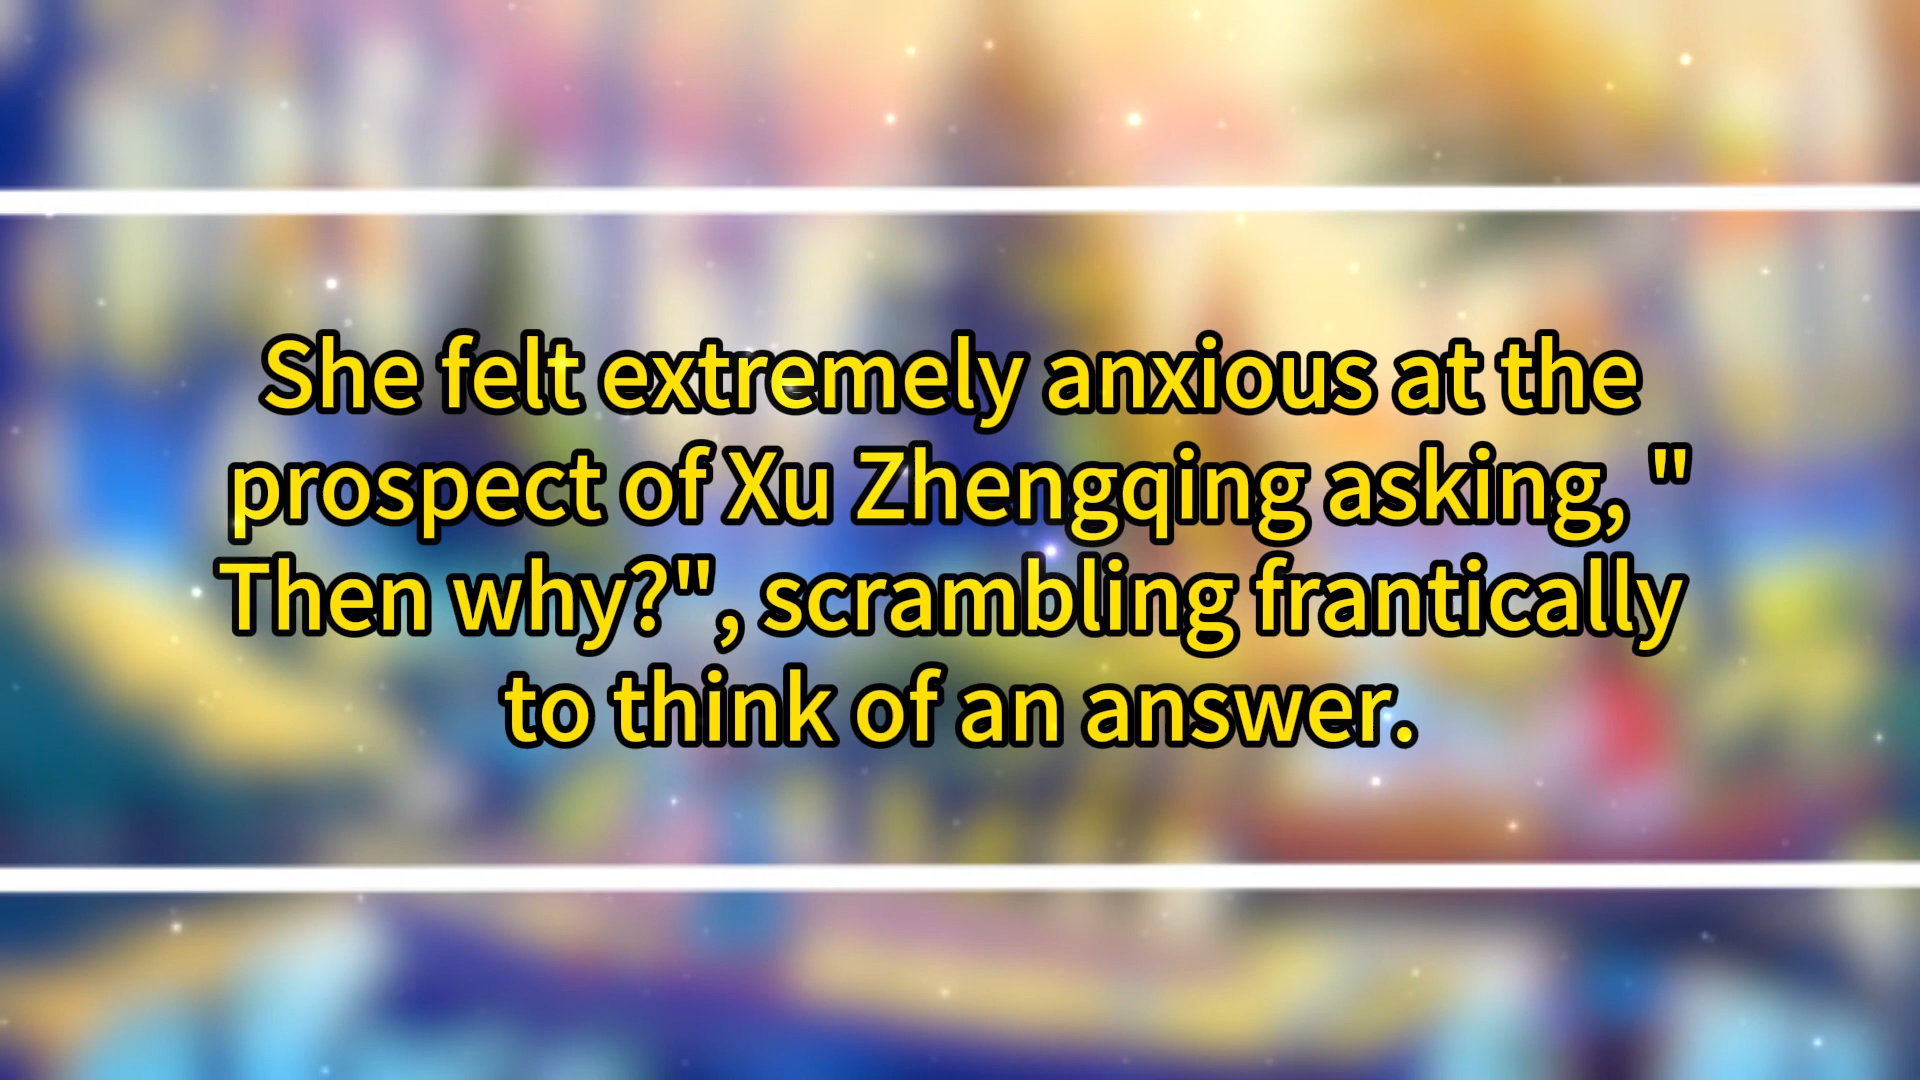 She felt extremely anxious at the
prospect of Xu Zhengqing asking, "
Then why?", scrambling frantically
to think of an answer.